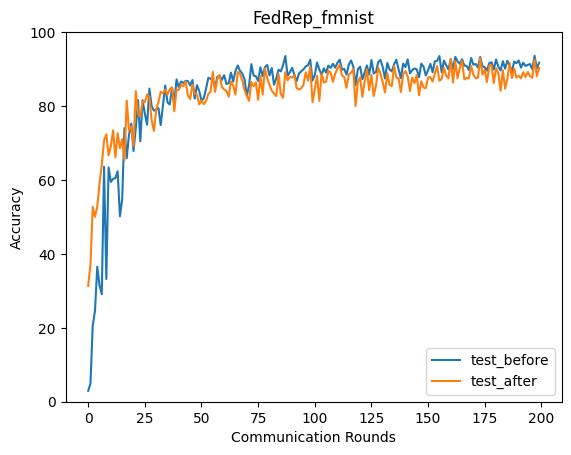 FedRep_fmnist
100
80
60
40
20
0
Accuracy
0 25 50 75 100 125 150 175 200
Communication Rounds
test_before
test_after